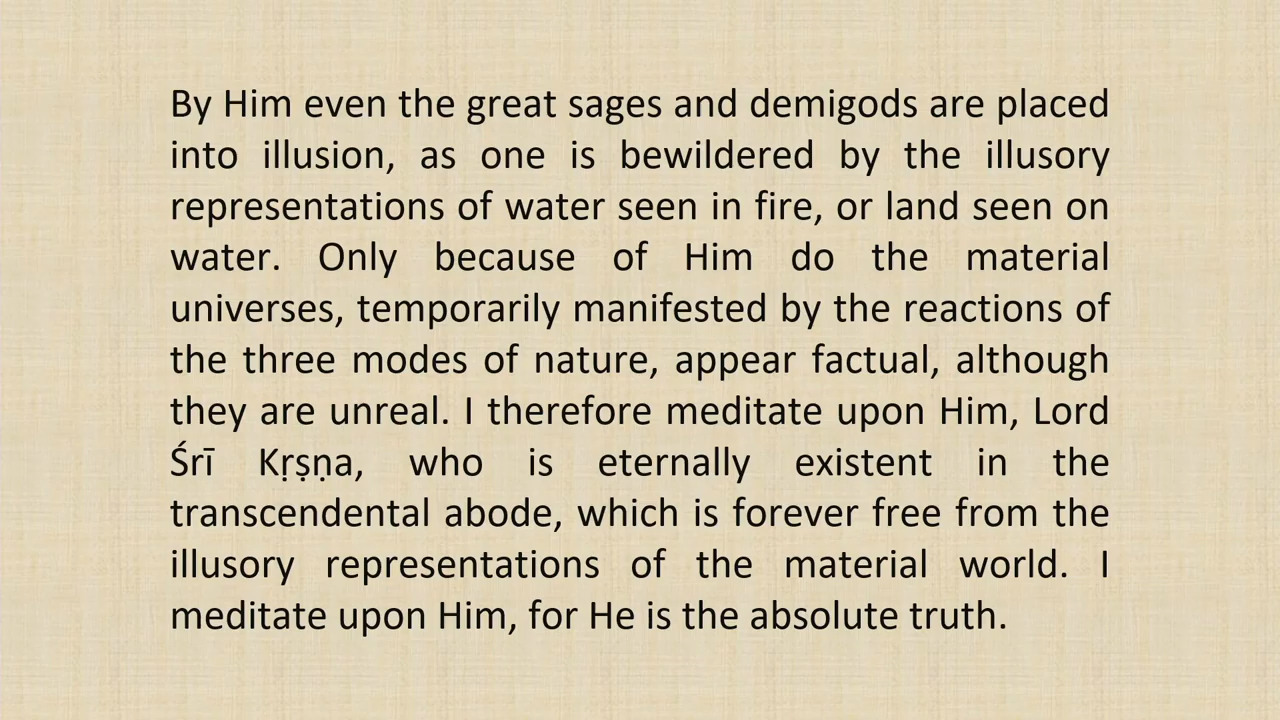 By Him even the great sages and demigods are placed
into illusion, as one is bewildered by the illusory
representations of water seen in fire, or land seen on
water. Only because of Him do the material
universes, temporarily manifested by the reactions of
the three modes of nature, appear factual, although
they are unreal. I therefore meditate upon Him, Lord
Śrī Kṛṣṇa, who is eternally existent in the
transcendental abode, which is forever free from the
illusory representations of the material world. I
meditate upon Him, for He is the absolute truth.